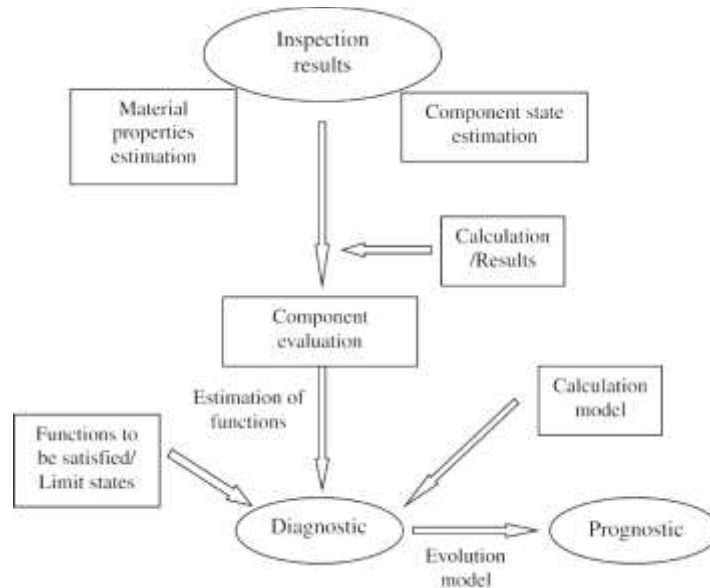 Inspection
results
Material
properties
estimation
Component state
estimation
Calculation
/Results
Component
evaluation
Estimation of
functions
Calculation
model
Functions to
be satisfied/
Limit states
Diagnostic
Prognostic
Evolution
model